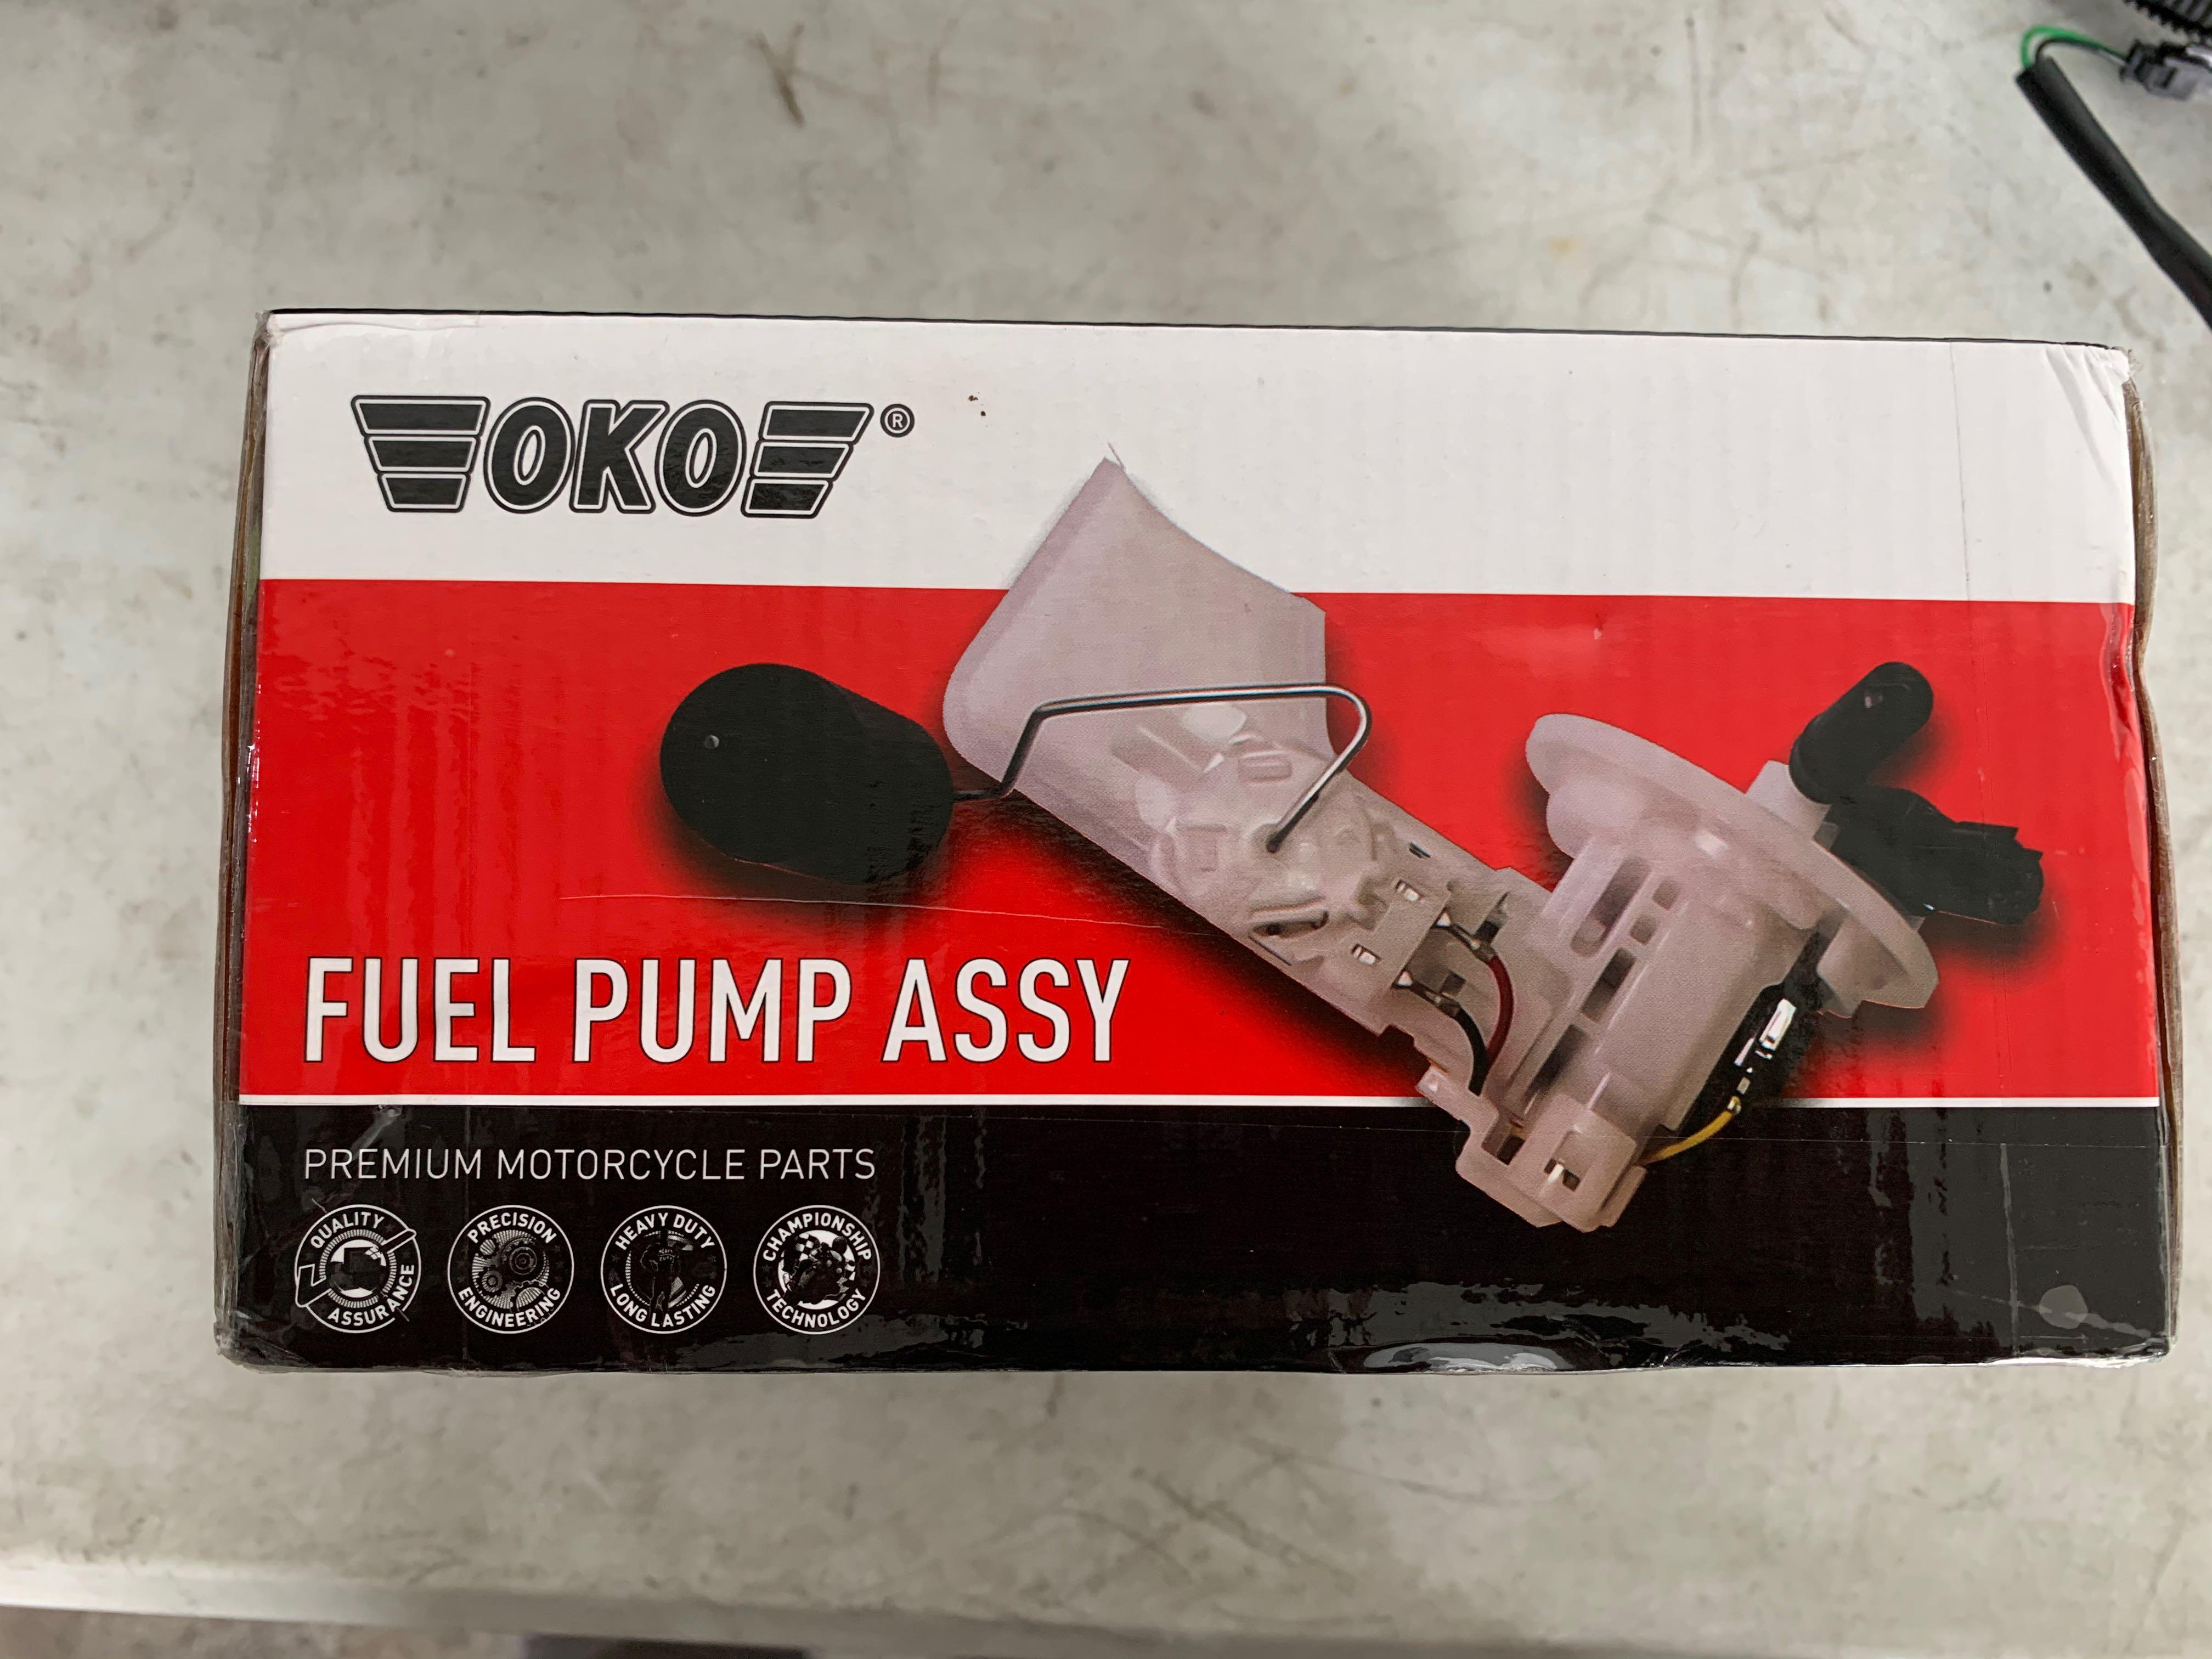 OKO®
FUEL PUMP ASSY
PREMIUM MOTORCYCLE PARTS
QUALITY ASSURANCE
PRECISION ENGINEERING
HEAVY DUTY LONG LASTING
CHAMPIONSHIP TECHNOLOGY